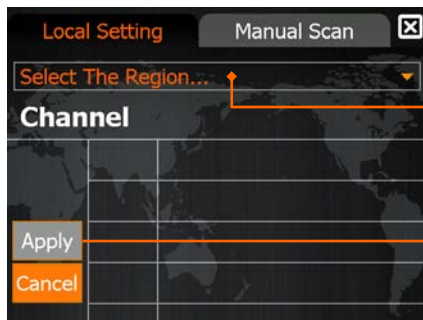 Local Setting Manual Scan
Select The Region...
Channel
Apply
Cancel